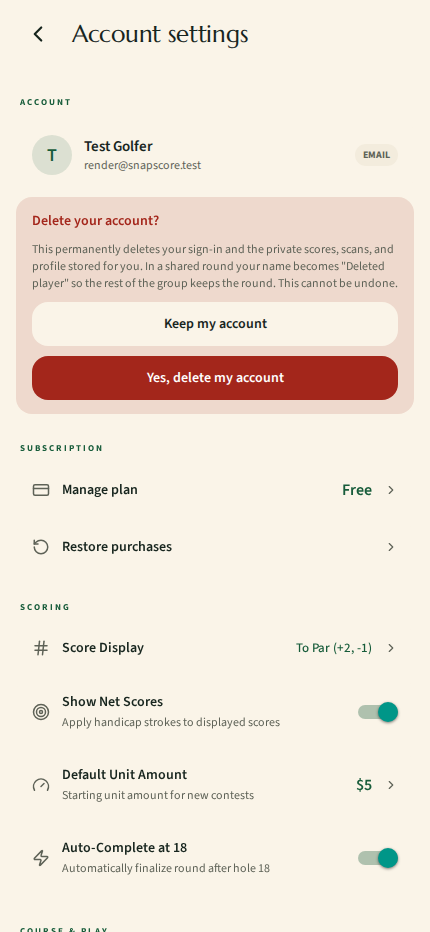 Account settings
ACCOUNT
T
Test Golfer
render@snapscore.test
EMAIL
Delete your account?
This permanently deletes your sign-in and the private scores, scans, and
profile stored for you. In a shared round your name becomes "Deleted
player" so the rest of the group keeps the round. This cannot be undone.
Keep my account
Yes, delete my account
SUBSCRIPTION
Manage plan
Free
Restore purchases
SCORING
Score Display
To Par (+2, -1)
Show Net Scores
Apply handicap strokes to displayed scores
Default Unit Amount
Starting unit amount for new contests
$5
Auto-Complete at 18
Automatically finalize round after hole 18
COURSE & PLAY